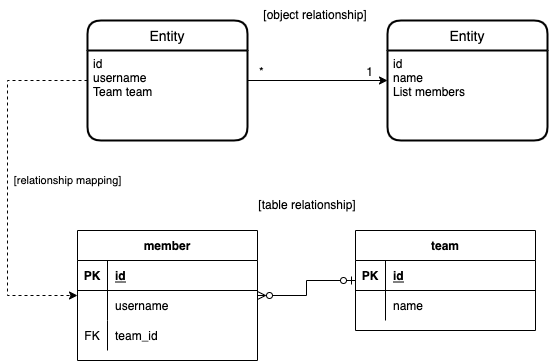 [object relationship]
Entity
id
username
Team team
*
1
Entity
id
name
List members
[relationship mapping]
[table relationship]
member
PK id
username
FK team_id
team
PK id
name